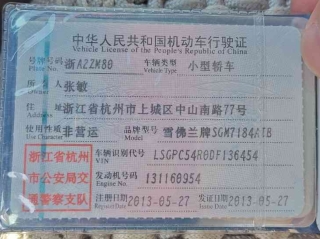 中华人民共和国机动车行驶证
Vehicle License of the People's Republic of China
号牌号码 浙A2ZM80 车辆类型 小型轿车
Plate No. Vehicle Type
所有人 张敏
Owner
住址 浙江省杭州市上城区中山南路77号
Address
使用性质 非营运 品牌型号 雪佛兰牌SGM7184ATB
Use Character Model
浙江省杭州市公安局交通警察支队
车辆识别代号 LSGPC54R0DF136454
VIN
发动机号码 131160954
Engine No.
注册日期 2013-05-27 发证日期 2013-05-27
Register Date Issue Date